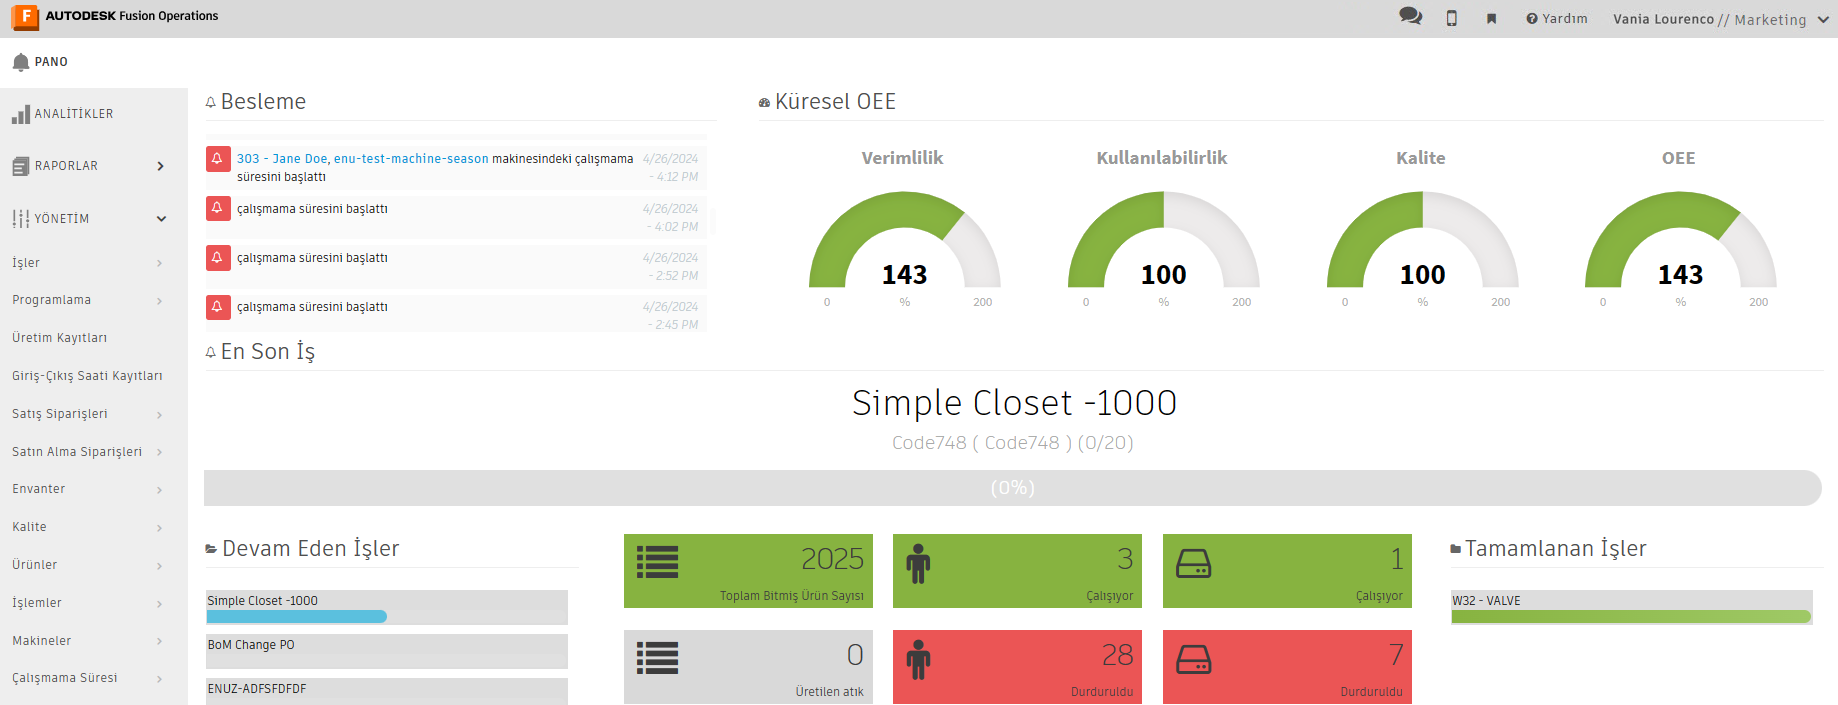 AUTODESK Fusion Operations
Yardım
Vania Lourenco // Marketing
PANO
ANALİTİKLER
RAPORLAR
YÖNETİM
İşler
Programlama
Üretim Kayıtları
Giriş-Çıkış Saati Kayıtları
Satış Siparişleri
Satın Alma Siparişleri
Envanter
Kalite
Ürünler
İşlemler
Makineler
Çalışmama Süresi
Besleme
303 - Jane Doe, enu-test-machine-season makinesindeki çalışmama
süresini başlattı
4/26/2024
- 4:12 PM
çalışmama süresini başlattı
4/26/2024
- 4:02 PM
çalışmama süresini başlattı
4/26/2024
- 2:52 PM
çalışmama süresini başlattı
4/26/2024
- 2:45 PM
Küresel OEE
Verimlilik
143
0 % 200
Kullanılabilirlik
100
0 % 200
Kalite
100
0 % 200
OEE
143
0 % 200
En Son İş
Simple Closet -1000
Code748 ( Code748 ) (0/20)
(0%)
Devam Eden İşler
Simple Closet -1000
BoM Change PO
ENUZ-ADFSFDFDF
2025
Toplam Bitmiş Ürün Sayısı
3
Çalışıyor
1
Çalışıyor
0
Üretilen atık
28
Durduruldu
7
Durduruldu
Tamamlanan İşler
W32 - VALVE